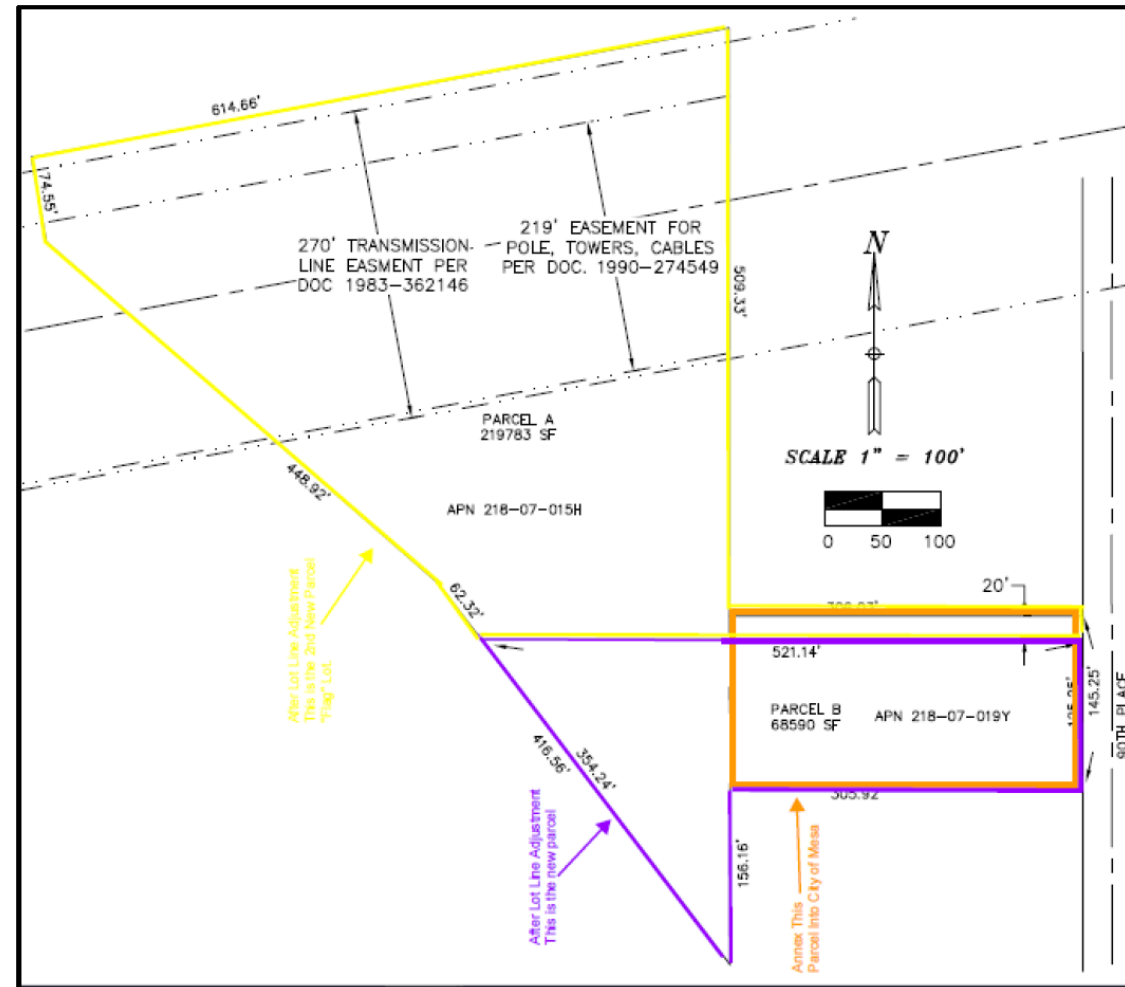 614.66'
74.55'
270' TRANSMISSION-
LINE EASMENT PER
DOC 1983-362146
219' EASEMENT FOR
POLE, TOWERS, CABLES
PER DOC. 1990-274549
509.33'
N
SCALE 1" = 100'
0 50 100
PARCEL A
219783 SF
448.92'
APN 218-07-015H
62.32'
20'
521.14'
PARCEL B
68590 SF
APN 218-07-019Y
145.25'
90TH PLACE
416.56'
354.24'
156.16'
After Lot Line Adjustment
This is the 2nd New Parcel
"Flag" Lot.
After Lot Line Adjustment
This is the new parcel
Annex This
Parcel Into City of Mesa